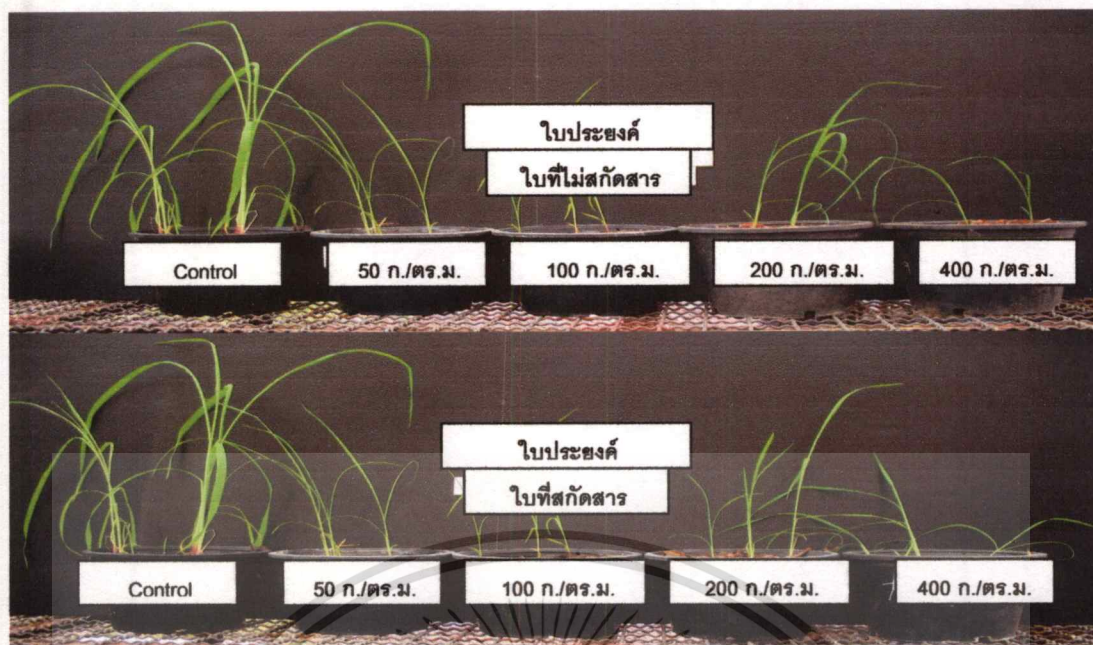 ใบประยงค์
ใบที่ไม่สกัดสาร
Control
50 ก./ตร.ม.
100 ก./ตร.ม.
200 ก./ตร.ม.
400 ก./ตร.ม.
ใบประยงค์
ใบที่สกัดสาร
Control
50 ก./ตร.ม.
100 ก./ตร.ม.
200 ก./ตร.ม.
400 ก./ตร.ม.